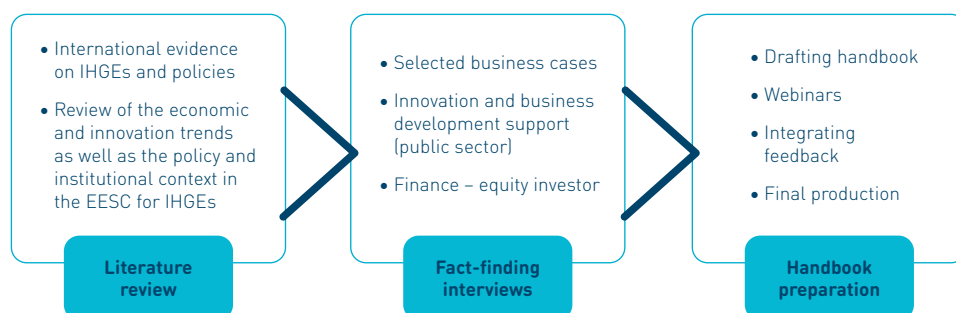 • International evidence
on IHGEs and policies
• Review of the economic
and innovation trends
as well as the policy and
institutional context in
the EESC for IHGEs
Literature
review
• Selected business cases
• Innovation and business
development support
(public sector)
• Finance – equity investor
Fact-finding
interviews
• Drafting handbook
• Webinars
• Integrating
feedback
• Final production
Handbook
preparation